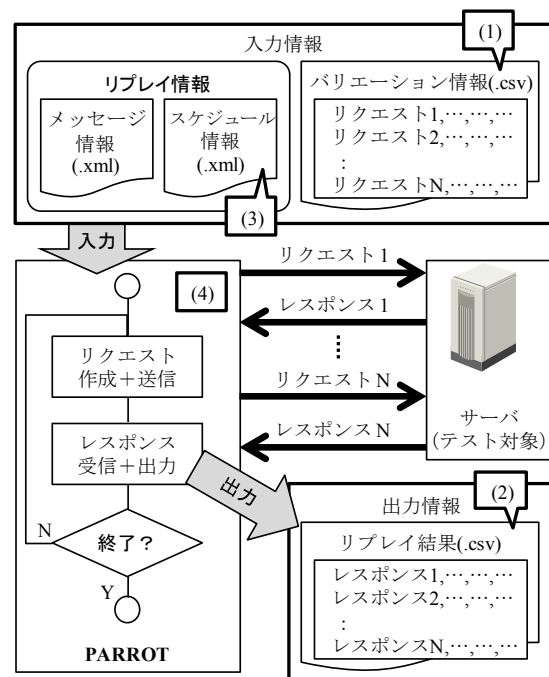 (1)
入力情報
リプレイ情報
メッセージ
情報
(.xml)
スケジュール
情報
(.xml)
(3)
バリエーション情報(.csv)
リクエスト1,…,…,…
リクエスト2,…,…,…
:
リクエストN,…,…,…
入力
(4)
リクエスト
作成+送信
レスポンス
受信+出力
N
終了?
Y
PARROT
リクエスト1
レスポンス1
リクエストN
レスポンスN
サーバ
(テスト対象)
出力
(2)
出力情報
リプレイ結果(.csv)
レスポンス1,…,…,…
レスポンス2,…,…,…
:
レスポンスN,…,…,…